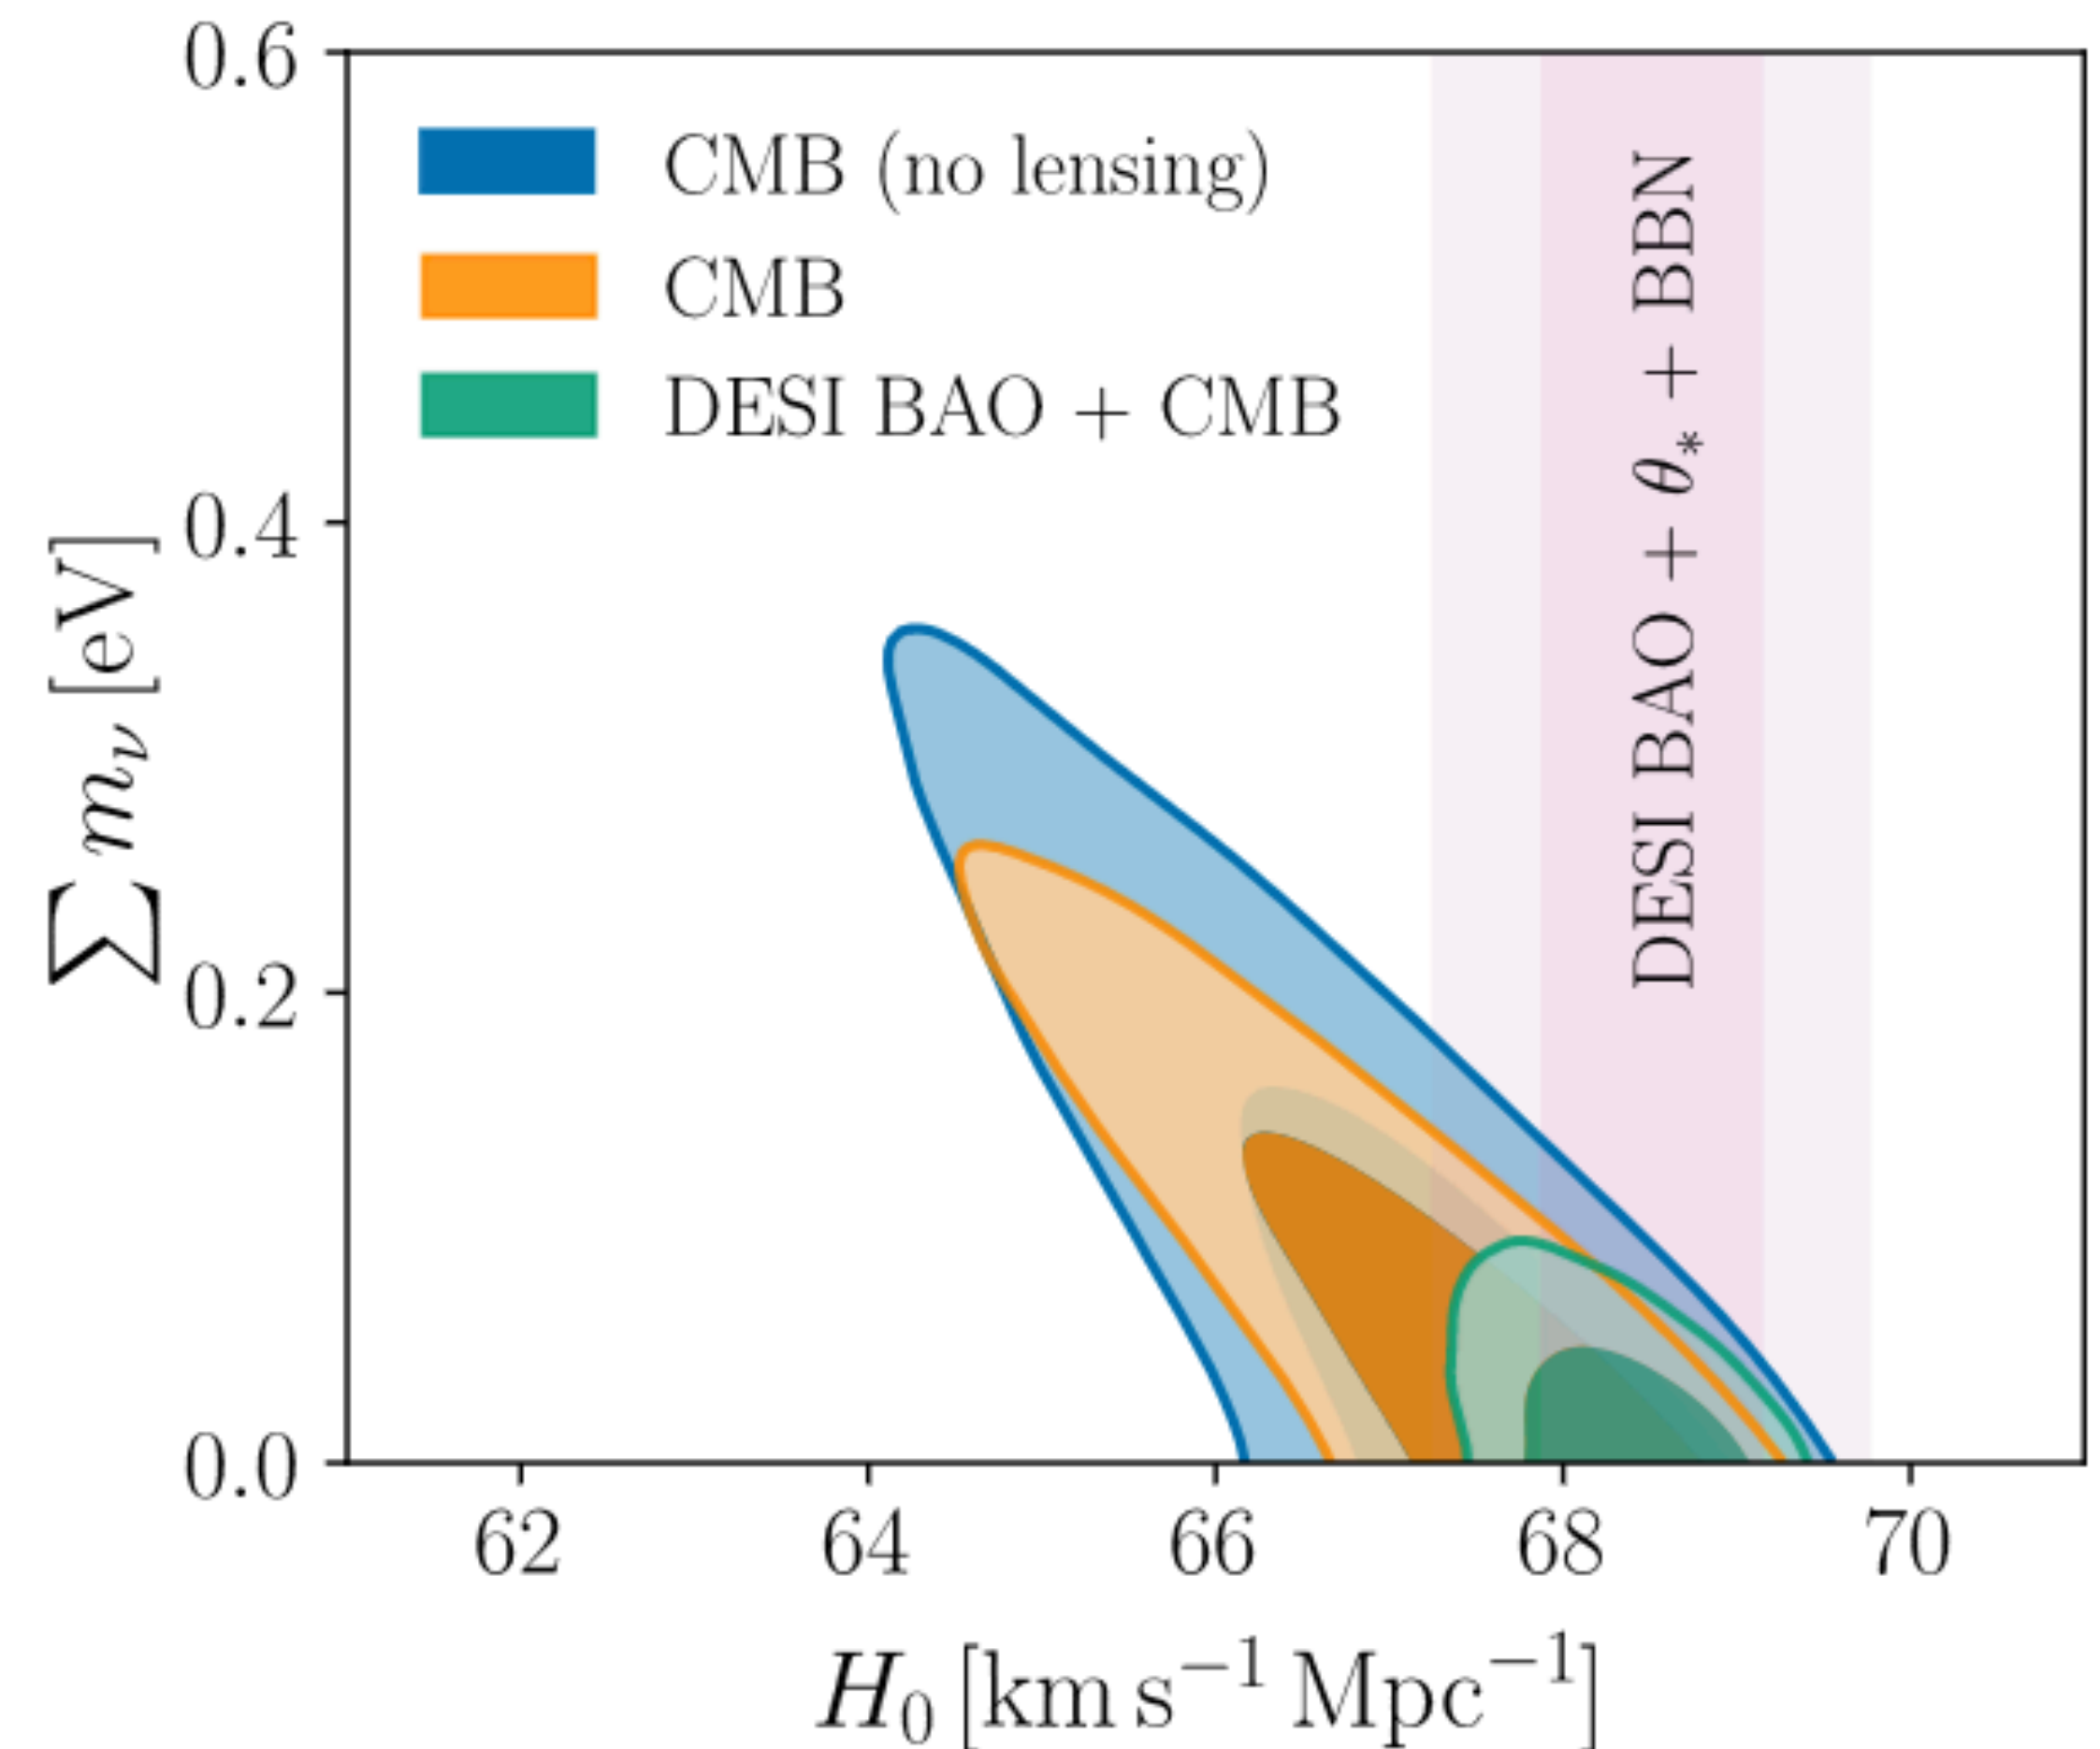 0.6
CMB (no lensing)
CMB
DESI BAO + CMB
DESI BAO + θ∗ + BBN
0.4
∑ mν [eV]
0.2
0.0
62 64 66 68 70
H₀ [km s⁻¹ Mpc⁻¹]